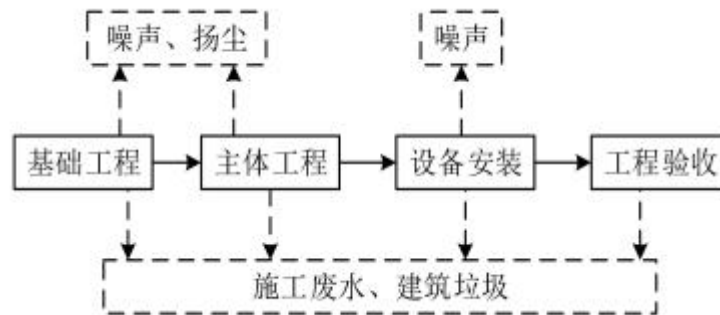 噪声、扬尘
噪声
基础工程
主体工程
设备安装
工程验收
施工废水、建筑垃圾